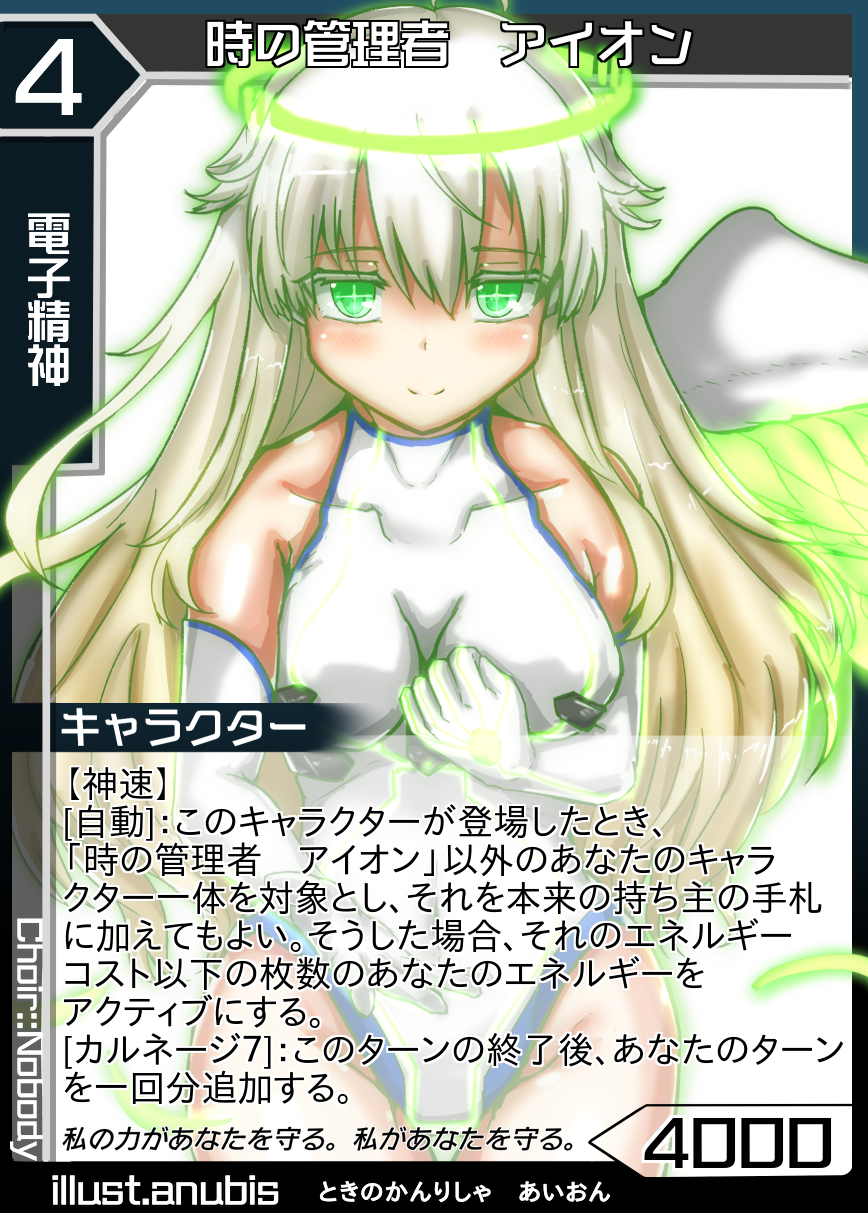 4
時の管理者　アイオン
電子精神
キャラクター
【神速】
[自動]:このキャラクターが登場したとき、
「時の管理者　アイオン」以外のあなたのキャラ
クター一体を対象とし、それを本来の持ち主の手札
に加えてもよい。そうした場合、それのエネルギー
コスト以下の枚数のあなたのエネルギーを
アクティブにする。
[カルネージ7]:このターンの終了後、あなたのターン
を一回分追加する。
私の力があなたを守る。私があなたを守る。
4000
Choir::Nobody
illust.anubis　ときのかんりしゃ　あいおん